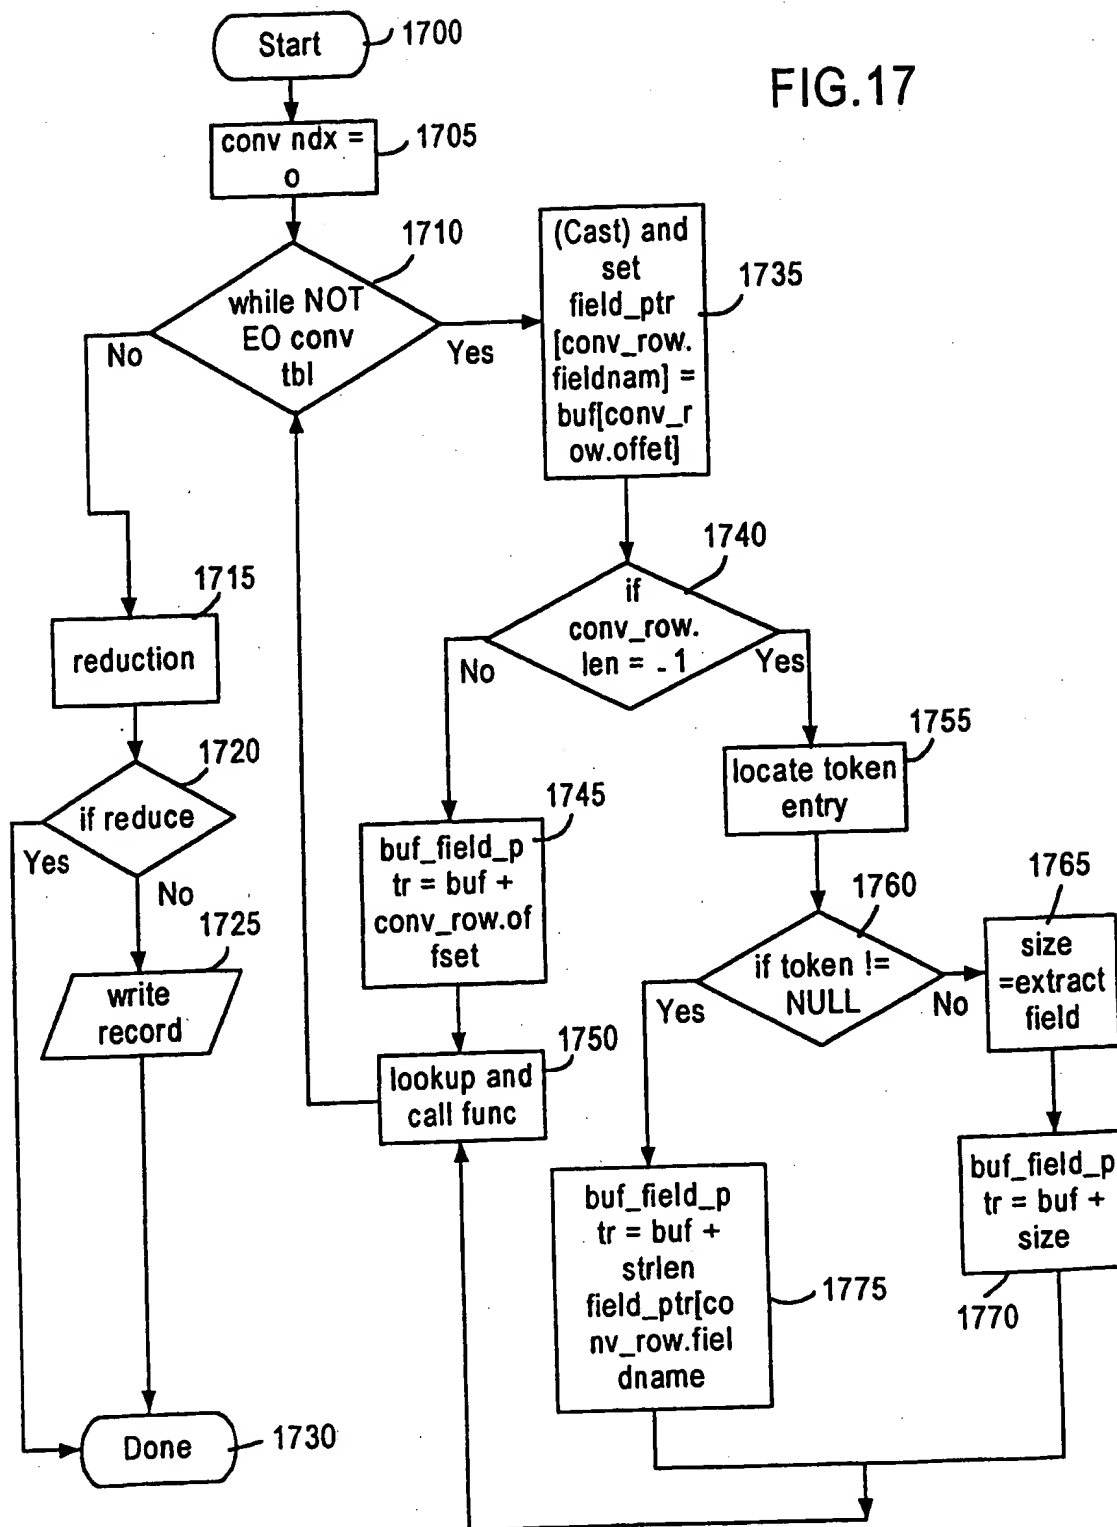 Start
1700
FIG.17
conv ndx =
o
1705
while NOT
EO conv
tbl
1710
No
Yes
(Cast) and
set
field_ptr
[conv_row.
fieldnam] =
buf[conv_r
ow.offet]
1735
if
conv_row.
len = - 1
1740
No
Yes
reduction
1715
if reduce
1720
Yes
No
write
record
1725
buf_field_p
tr = buf +
conv_row.of
fset
1745
lookup and
call func
1750
locate token
entry
1755
if token !=
NULL
1760
Yes
No
size
=extract
field
1765
buf_field_p
tr = buf +
size
1770
buf_field_p
tr = buf +
strlen
field_ptr[co
nv_row.fiel
dname
1775
Done
1730